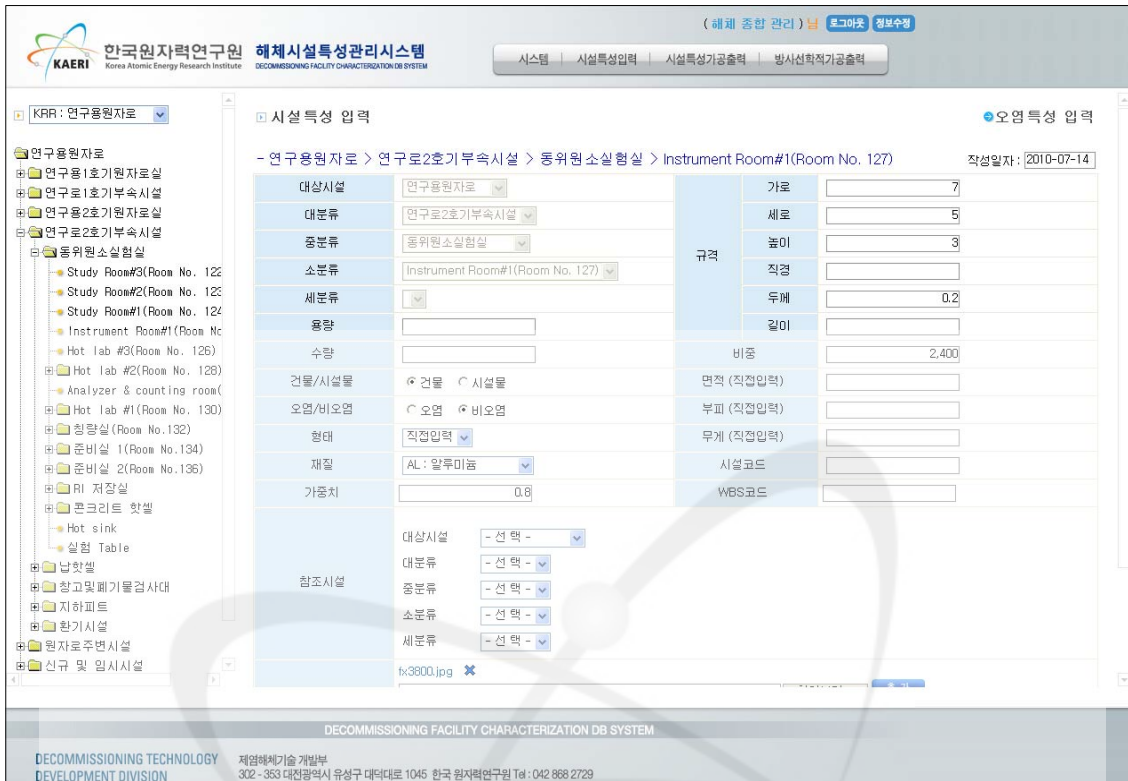 ( 해체 종합 관리 ) 님 로그아웃 정보수정
KAERI 한국원자력연구원
Korea Atomic Energy Research Institute
해체시설특성관리시스템
DECOMMISSIONING FACILITY CHARACTERIZATION DB SYSTEM
시스템 시설특성입력 시설특성가공출력 방사선학적가공출력
KRR : 연구용원자로
연구용원자로
연구용1호기원자로실
연구로1호기부속시설
연구용2호기원자로실
연구로2호기부속시설
동위원소실험실
Study Room#3(Room No. 122
Study Room#2(Room No. 123
Study Room#1(Room No. 124
Instrument Room#1(Room No
Hot lab #3(Room No. 126)
Hot lab #2(Room No. 128)
Analyzer & counting room(
Hot lab #1(Room No. 130)
칭량실(Room No.132)
준비실 1(Room No.134)
준비실 2(Room No.136)
RI 저장실
콘크리트 핫셀
Hot sink
실험 Table
납핫셀
창고및폐기물검사대
지하피트
환기시설
원자로주변시설
신규 및 임시시설
시설특성 입력
오염특성 입력
- 연구용원자로 > 연구로2호기부속시설 > 동위원소실험실 > Instrument Room#1(Room No. 127)
작성일자 : 2010-07-14
대상시설 연구용원자로
대분류 연구로2호기부속시설
중분류 동위원소실험실
소분류 Instrument Room#1(Room No. 127)
세분류
용량
수량
건물/시설물 건물 시설물
오염/비오염 오염 비오염
형태 직접입력
재질 AL : 알루미늄
가중치 0.8
규격
가로 7
세로 5
높이 3
직경
두께 0.2
길이
비중 2,400
면적 (직접입력)
부피 (직접입력)
무게 (직접입력)
시설코드
WBS코드
참조시설
대상시설 - 선 택 -
대분류 - 선 택 -
중분류 - 선 택 -
소분류 - 선 택 -
세분류 - 선 택 -
fx3800.jpg
DECOMMISSIONING FACILITY CHARACTERIZATION DB SYSTEM
DECOMMISSIONING TECHNOLOGY
DEVELOPMENT DIVISION
제염해체기술 개발부
302 - 353 대전광역시 유성구 대덕대로 1045 한국 원자력연구원 Tel : 042 868 2729